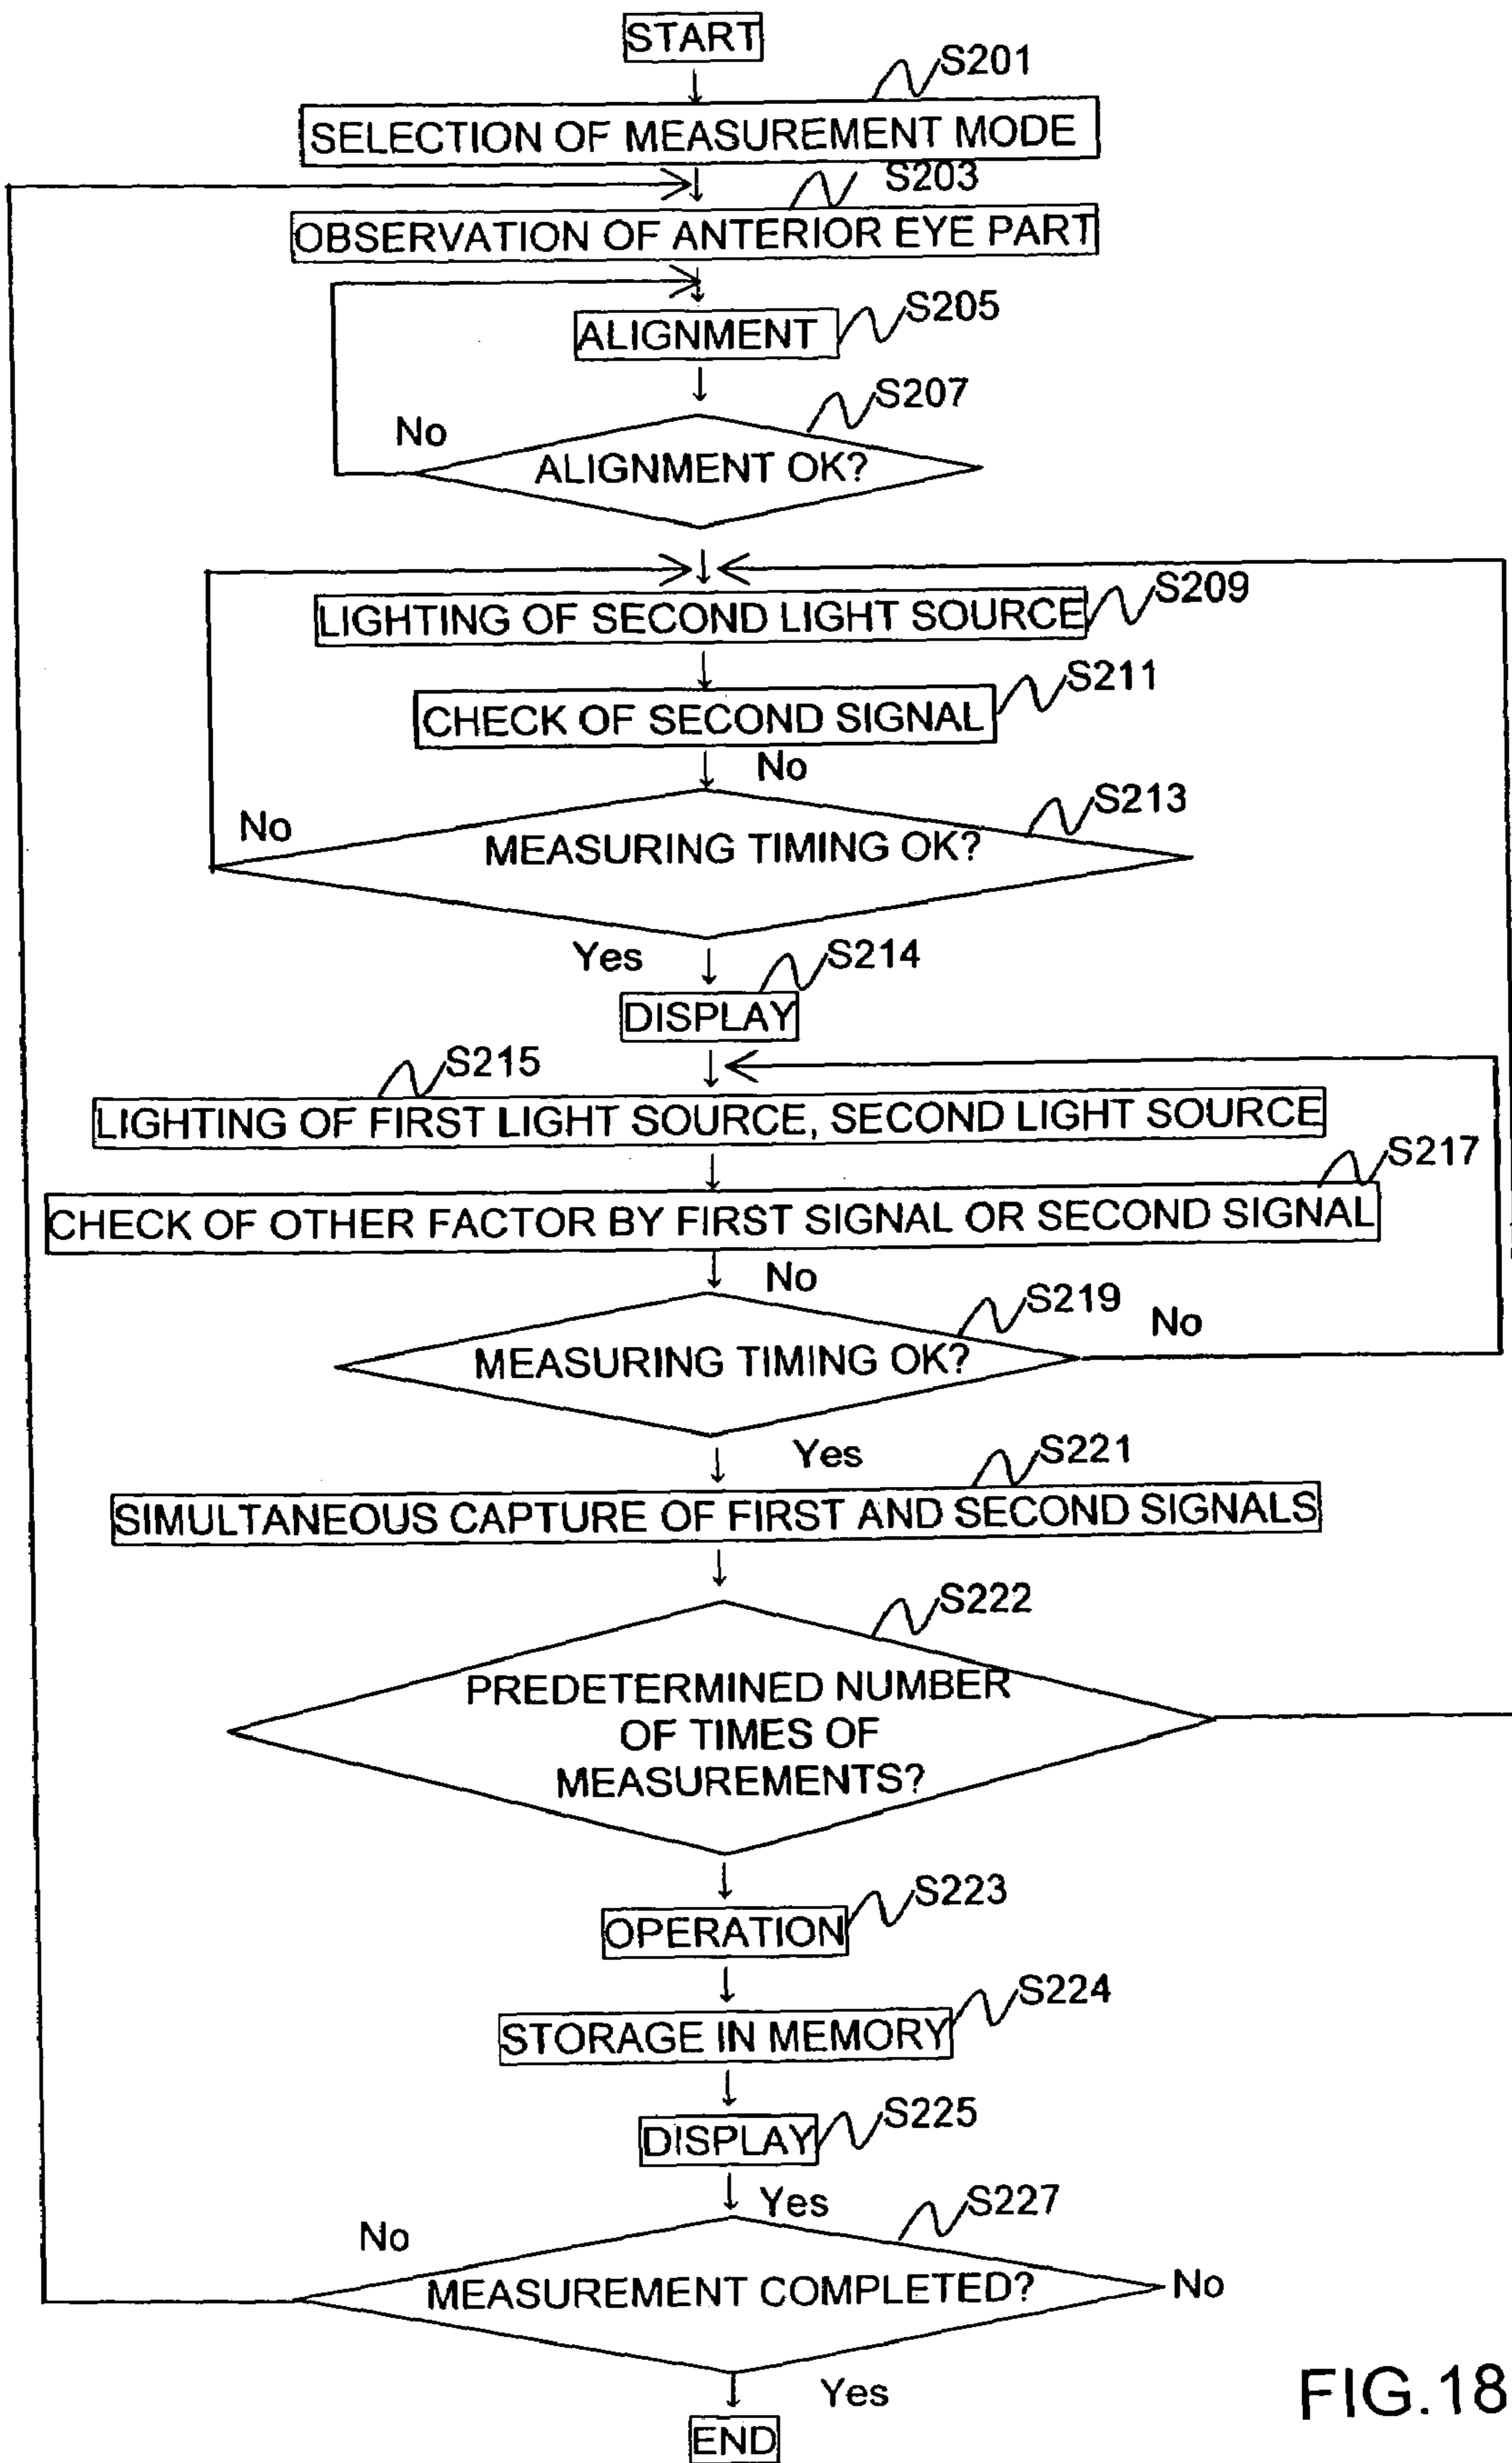 START
S201
SELECTION OF MEASUREMENT MODE
S203
OBSERVATION OF ANTERIOR EYE PART
S205
ALIGNMENT
S207
No
ALIGNMENT OK?
S209
LIGHTING OF SECOND LIGHT SOURCE
S211
CHECK OF SECOND SIGNAL
No
S213
No
MEASURING TIMING OK?
Yes
S214
DISPLAY
S215
LIGHTING OF FIRST LIGHT SOURCE, SECOND LIGHT SOURCE
S217
CHECK OF OTHER FACTOR BY FIRST SIGNAL OR SECOND SIGNAL
No
S219
No
MEASURING TIMING OK?
Yes
S221
SIMULTANEOUS CAPTURE OF FIRST AND SECOND SIGNALS
S222
PREDETERMINED NUMBER
OF TIMES OF
MEASUREMENTS?
S223
OPERATION
S224
STORAGE IN MEMORY
S225
DISPLAY
Yes
S227
No
MEASUREMENT COMPLETED?
No
Yes
END
FIG.18